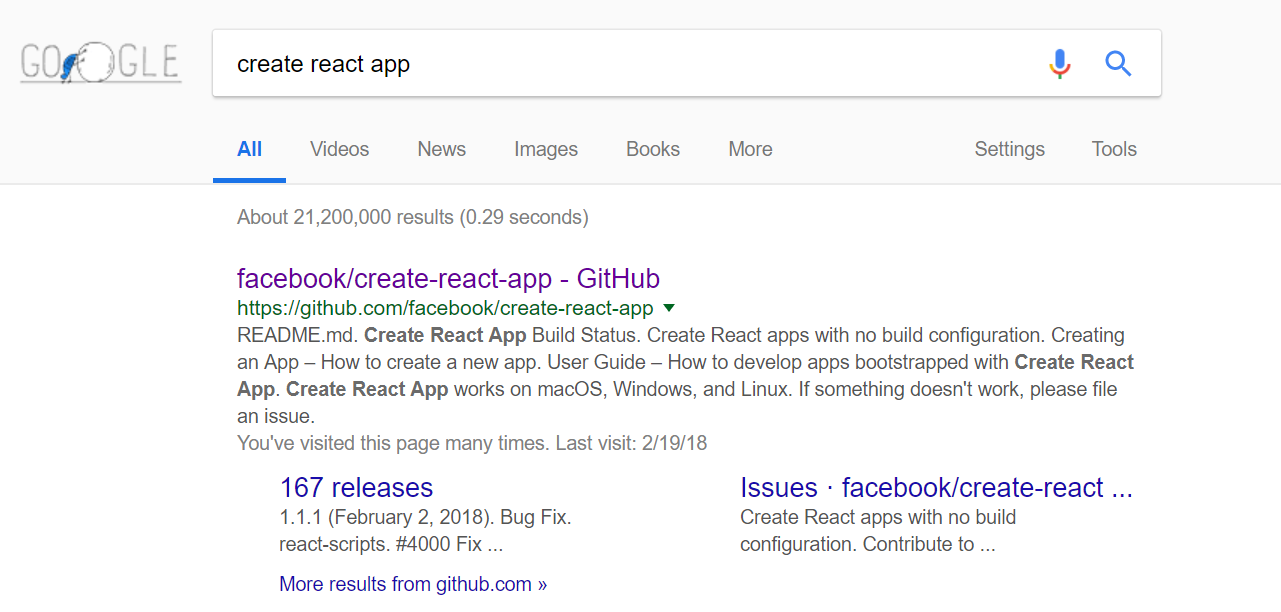 GOOGLE
create react app
All Videos News Images Books More Settings Tools
About 21,200,000 results (0.29 seconds)
facebook/create-react-app - GitHub
https://github.com/facebook/create-react-app
README.md. Create React App Build Status. Create React apps with no build configuration. Creating
an App – How to create a new app. User Guide – How to develop apps bootstrapped with Create React
App. Create React App works on macOS, Windows, and Linux. If something doesn't work, please file
an issue.
You've visited this page many times. Last visit: 2/19/18
167 releases
1.1.1 (February 2, 2018). Bug Fix.
react-scripts. #4000 Fix ...
Issues · facebook/create-react ...
Create React apps with no build
configuration. Contribute to ...
More results from github.com »